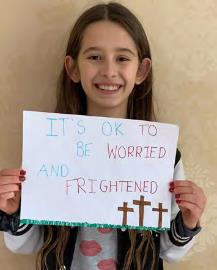 IT'S OK TO
BE WORRIED
AND
FRIGHTENED